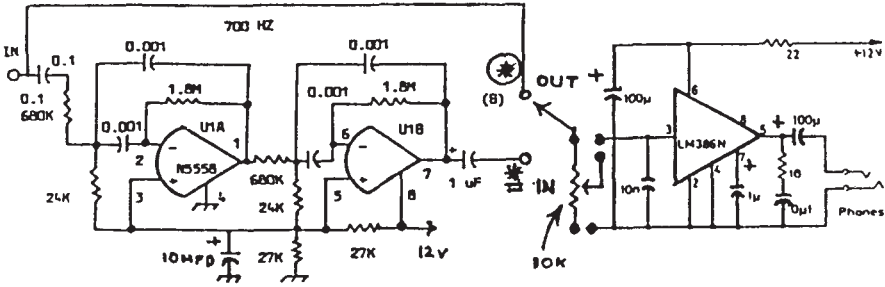 700 HZ
IN
0.1
0.1
680K
0.001
1.8M
U1A
0.001
2
1
N5558
3
4
24K
680K
24K
0.001
0.001
1.8M
U1B
6
7
5
8
1 uF
10MFD
27K
27K
12V
OUT
(8)
IN
10K
100µ
22
+12V
6
3
8
5
LM386N
7
4
2
10n
1µ
100µ
10
0µ1
Phones